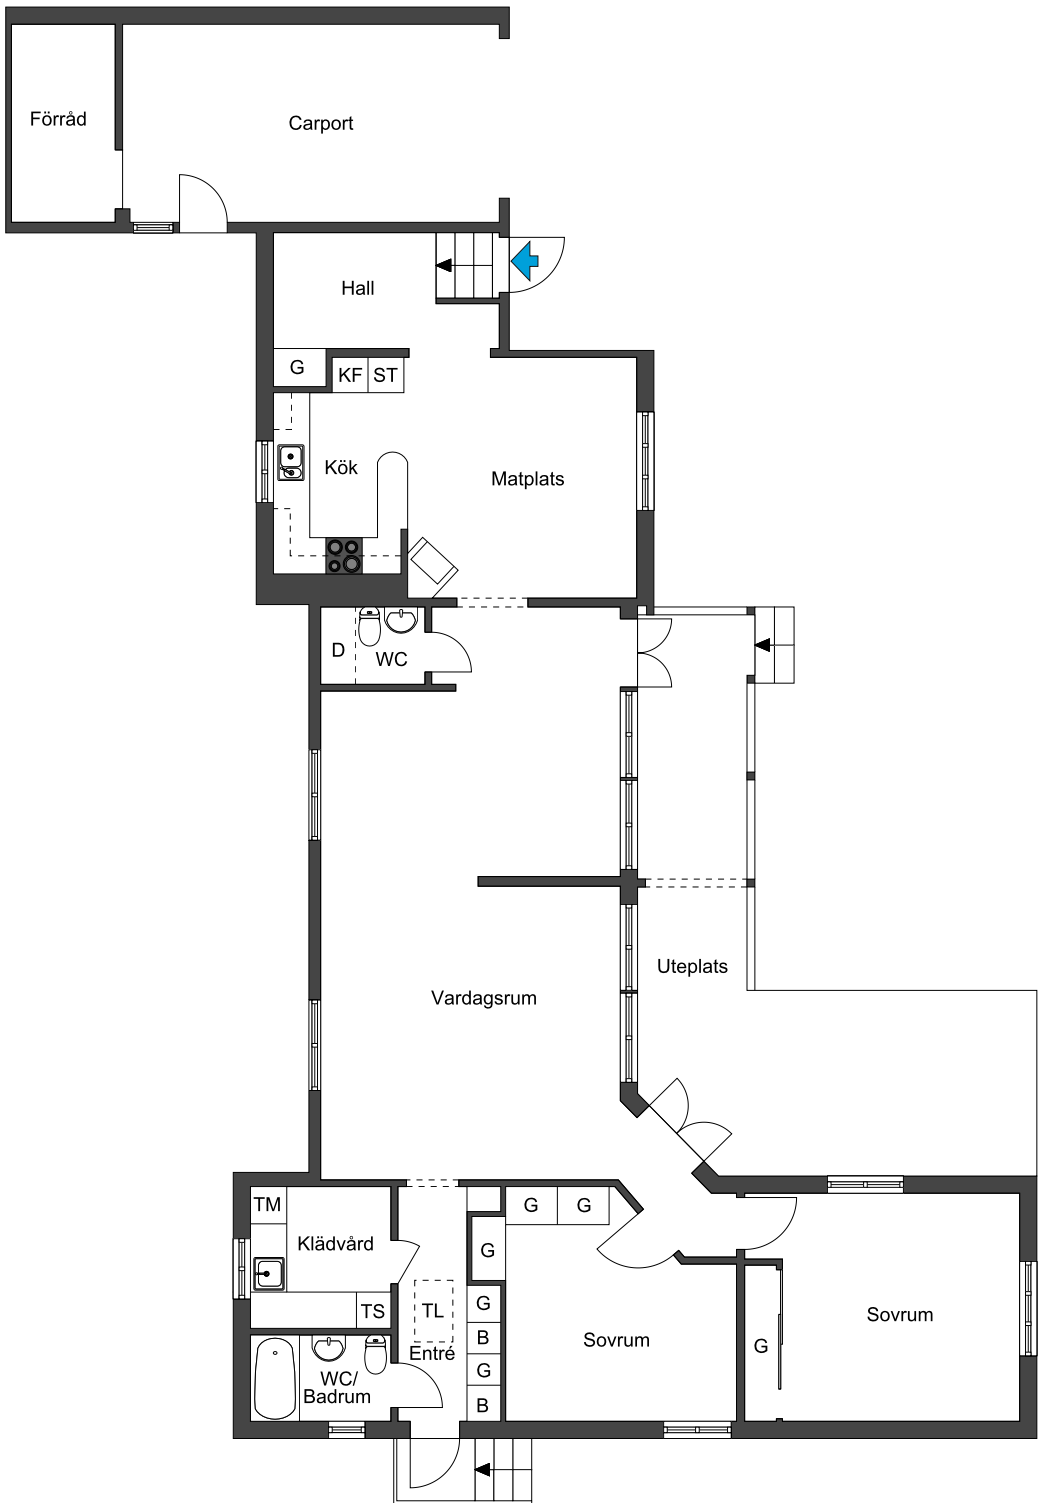 Förråd
Carport
Hall
G
KF ST
Kök
Matplats
D
WC
Uteplats
Vardagsrum
TM
G G
Klädvård
G
TS
TL
G
Sovrum
B
Sovrum
Entré
G
G
WC/
Badrum
B